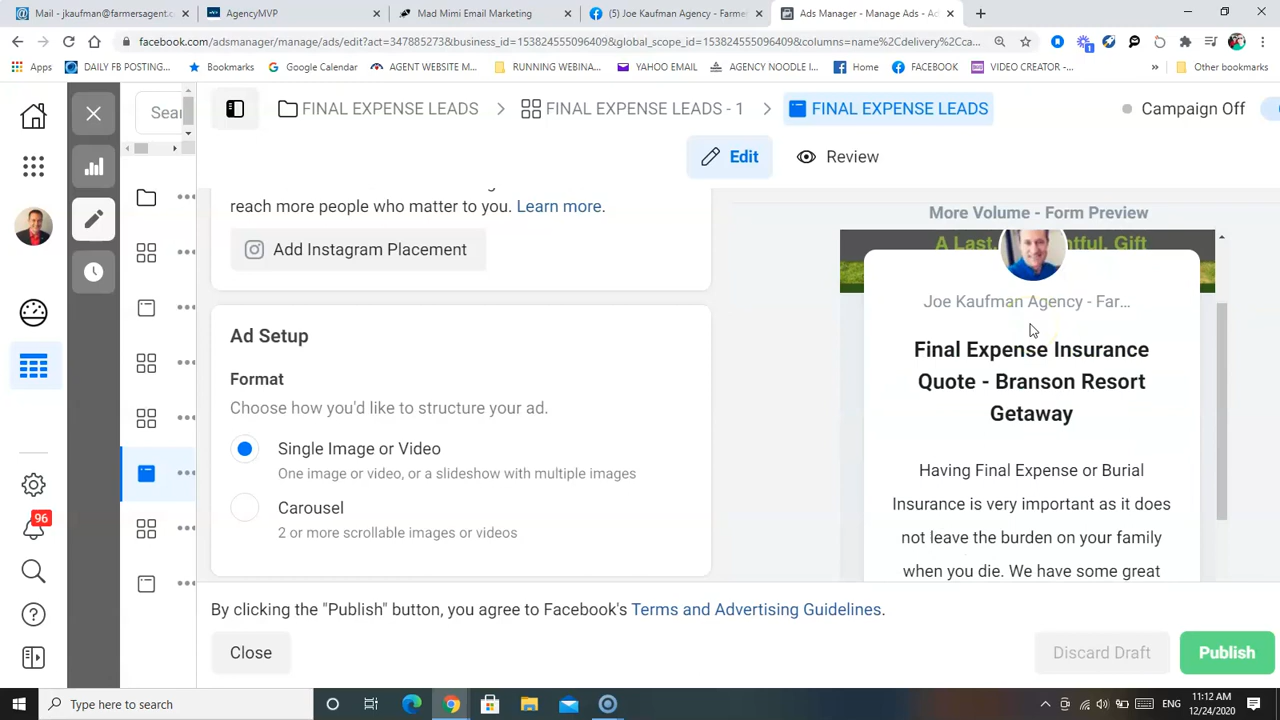 Mail - jkaufman@farmersagent.c
AgencyMVP
Mad Mimi Email Marketing
(5) Joe Kaufman Agency - Farme
Ads Manager - Manage Ads - Ad
facebook.com/adsmanager/manage/ads/edit?act=347885273&business_id=153824555096409&global_scope_id=153824555096409&columns=name%2Cdelivery%2Cca...
Apps
DAILY FB POSTING...
Bookmarks
Google Calendar
AGENT WEBSITE M...
RUNNING WEBINA...
YAHOO EMAIL
AGENCY NOODLE I...
Home
FACEBOOK
VIDEO CREATOR -...
»
Other bookmarks
Sear
FINAL EXPENSE LEADS
FINAL EXPENSE LEADS - 1
FINAL EXPENSE LEADS
Campaign Off
Edit
Review
reach more people who matter to you. Learn more.
Add Instagram Placement
Ad Setup
Format
Choose how you'd like to structure your ad.
Single Image or Video
One image or video, or a slideshow with multiple images
Carousel
2 or more scrollable images or videos
More Volume - Form Preview
A Last, Gift
Joe Kaufman Agency - Far...
Final Expense Insurance
Quote - Branson Resort
Getaway
Having Final Expense or Burial
Insurance is very important as it does
not leave the burden on your family
when you die. We have some great
By clicking the "Publish" button, you agree to Facebook's Terms and Advertising Guidelines.
Close
Discard Draft
Publish
96
Type here to search
ENG
11:12 AM
12/24/2020